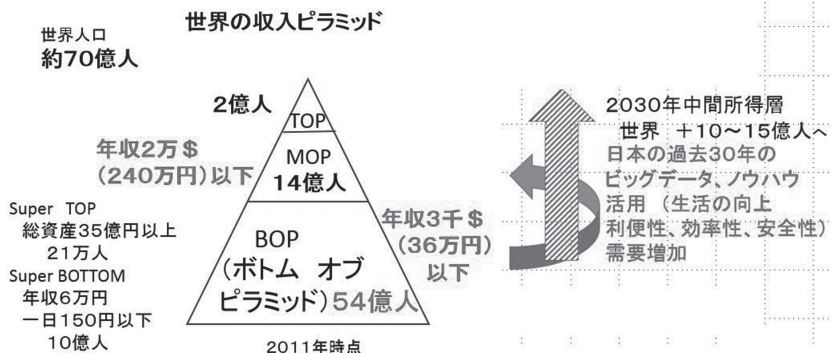 世界の収入ピラミッド
世界人口
約70億人
2億人
TOP
年収2万$
(240万円)以下
MOP
14億人
Super TOP
総資産35億円以上
21万人
Super BOTTOM
年収6万円
一日150円以下
10億人
BOP
(ボトム オブ
ピラミッド)54億人
年収3千$
(36万円)
以下
2011年時点
2030年中間所得層
世界 +10~15億人へ
日本の過去30年の
ビッグデータ、ノウハウ
活用 (生活の向上
利便性、効率性、安全性)
需要増加